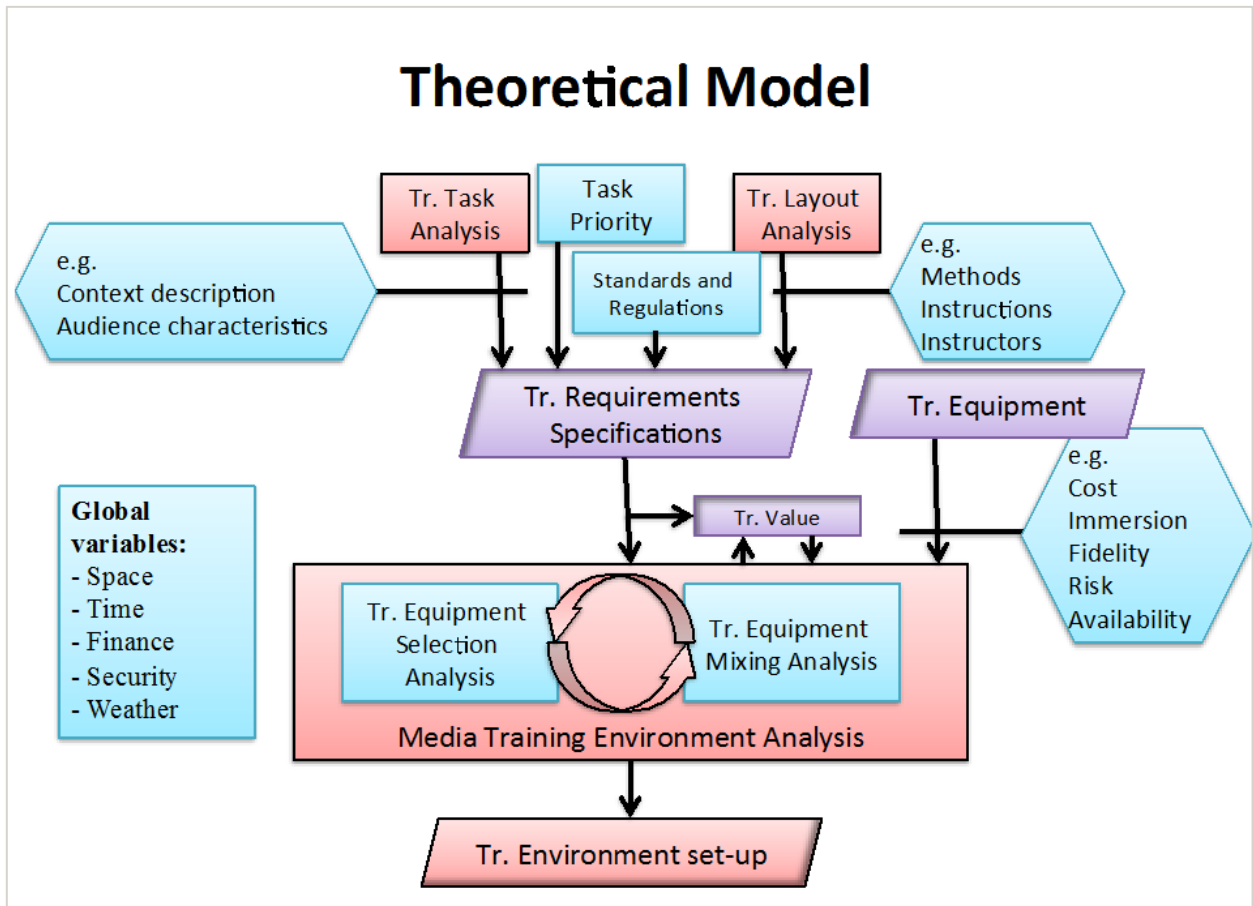 Theoretical Model
Tr. Task
Analysis
Task
Priority
Tr. Layout
Analysis
e.g.
Context description
Audience characteristics
Standards and
Regulations
e.g.
Methods
Instructions
Instructors
Tr. Requirements
Specifications
Tr. Equipment
e.g.
Cost
Immersion
Fidelity
Risk
Availability
Global
variables:
- Space
- Time
- Finance
- Security
- Weather
Tr. Value
Tr. Equipment
Selection
Analysis
Tr. Equipment
Mixing Analysis
Media Training Environment Analysis
Tr. Environment set-up